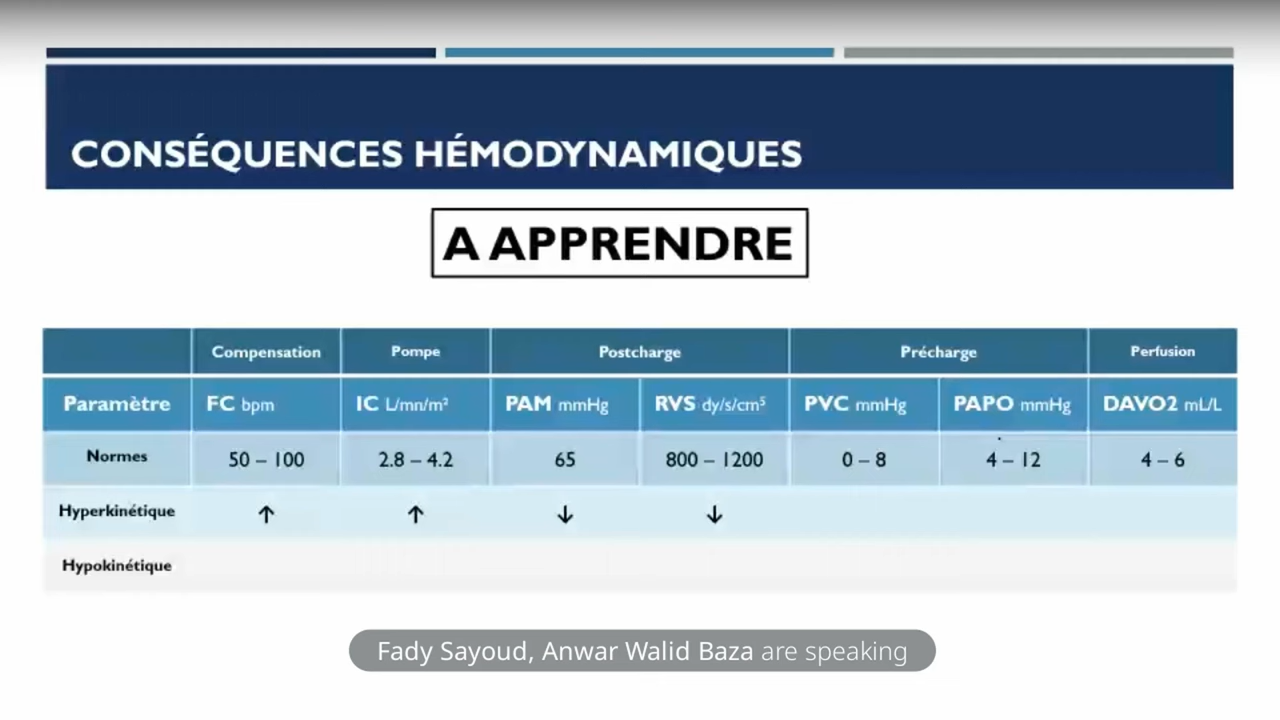 CONSÉQUENCES HÉMODYNAMIQUES
A APPRENDRE
Compensation Pompe Postcharge Précharge Perfusion
Paramètre FC bpm IC L/mn/m² PAM mmHg RVS dy/s/cm⁵ PVC mmHg PAPO mmHg DAVO2 mL/L
Normes 50 – 100 2.8 – 4.2 65 800 – 1200 0 – 8 4 – 12 4 – 6
Hyperkinétique ↑ ↑ ↓ ↓
Hypokinétique
Fady Sayoud, Anwar Walid Baza are speaking